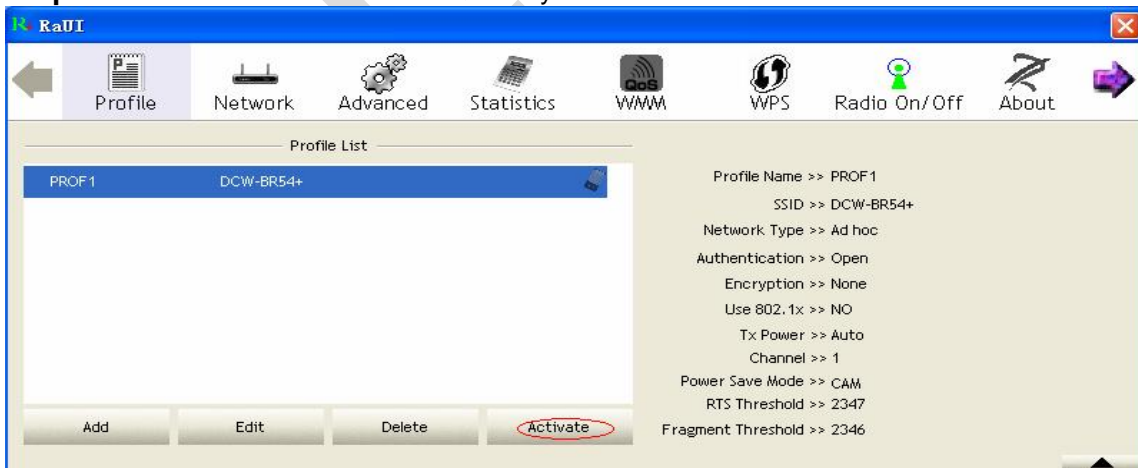 RaUI
Profile Network Advanced Statistics QoS WMM WPS Radio On/Off About
Profile List
PROF1 DCW-BR54+
Add Edit Delete Activate
Profile Name >> PROF1
SSID >> DCW-BR54+
Network Type >> Ad hoc
Authentication >> Open
Encryption >> None
Use 802.1x >> NO
Tx Power >> Auto
Channel >> 1
Power Save Mode >> CAM
RTS Threshold >> 2347
Fragment Threshold >> 2346